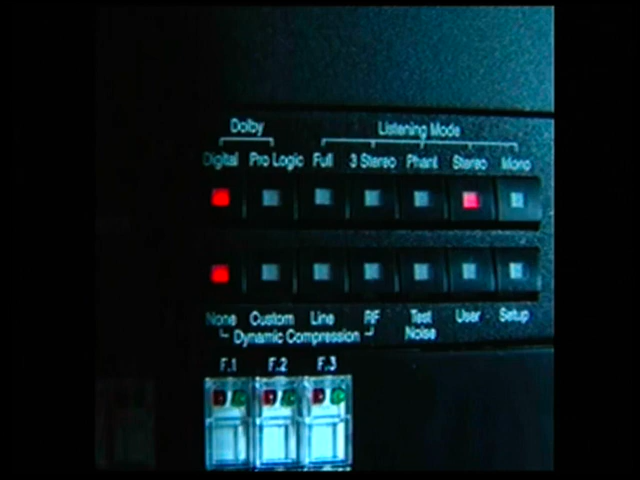 Dolby Listening Mode
Digital Pro Logic Full 3 Stereo Phant Stereo Mono
None Custom Line RF Test Noise User Setup
Dynamic Compression
F.1 F.2 F.3